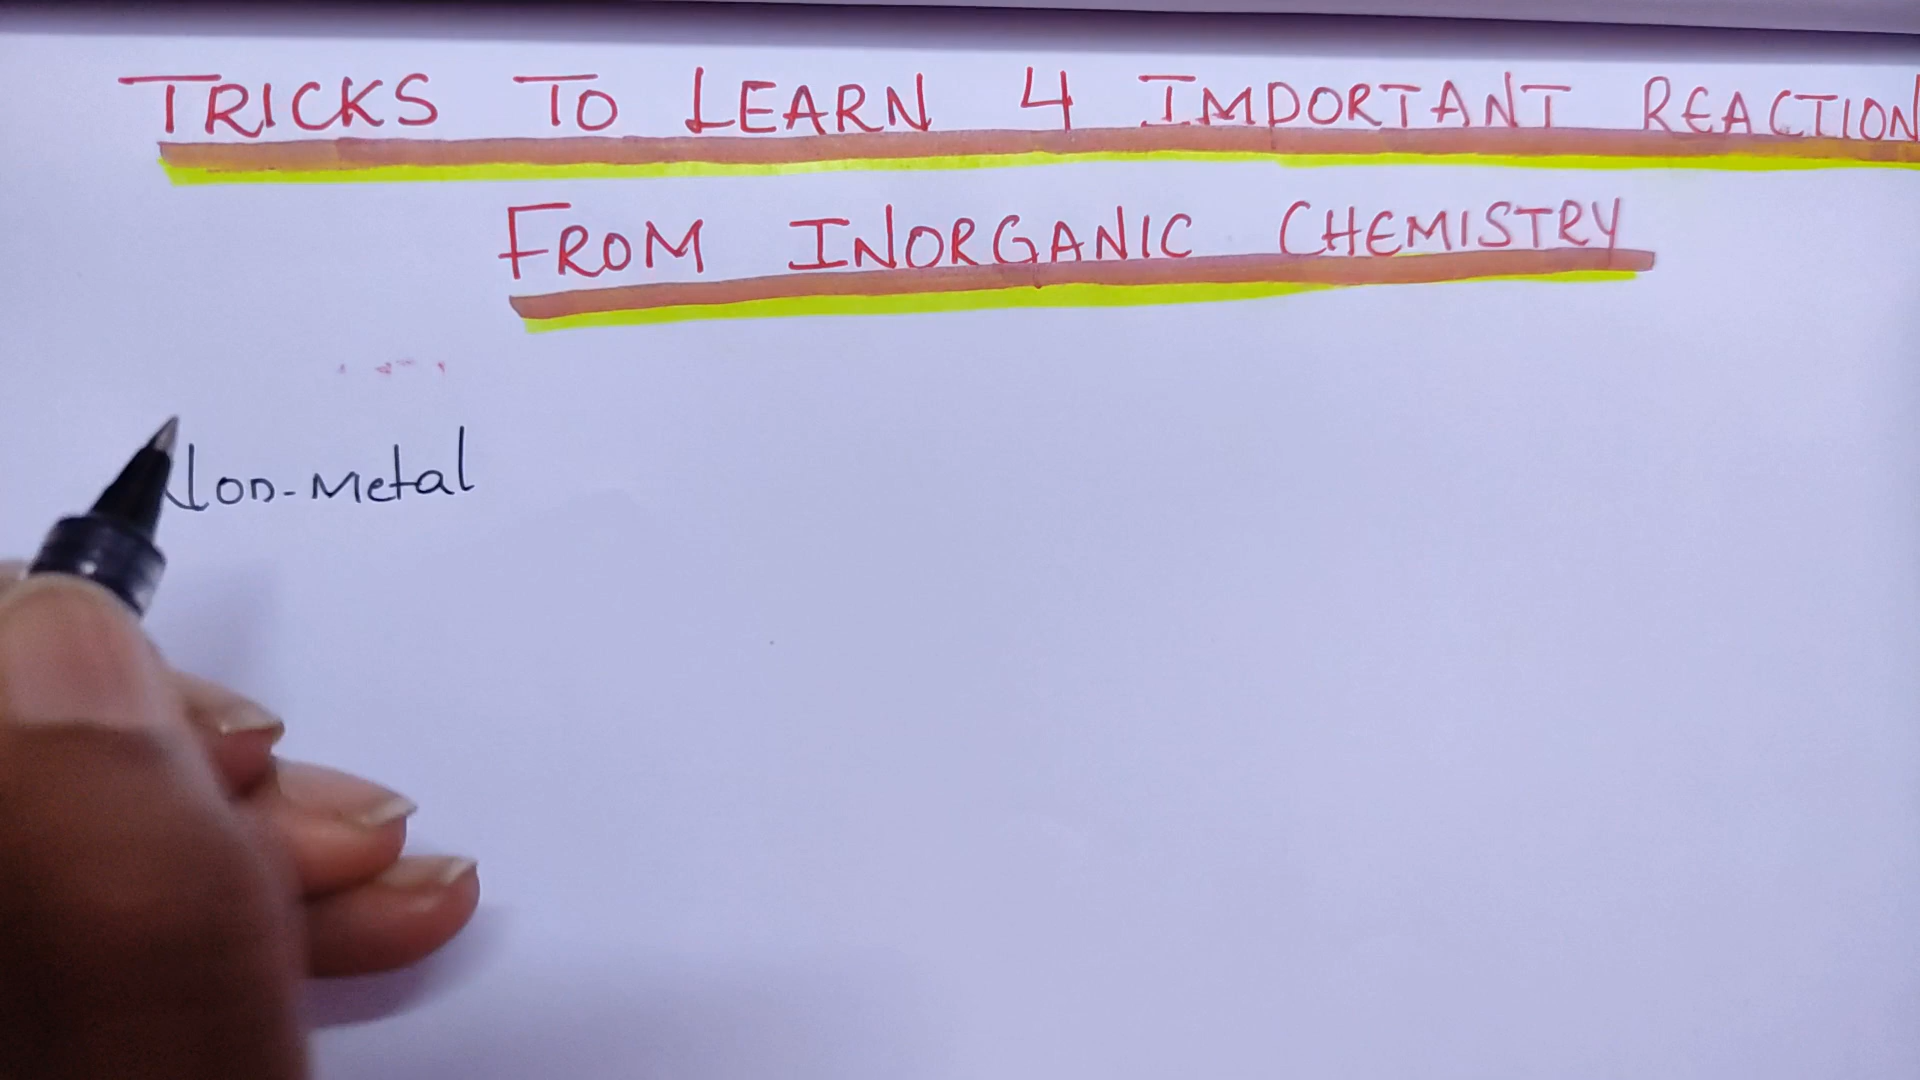 TRICKS TO LEARN 4 IMPORTANT REACTION
FROM INORGANIC CHEMISTRY
Non-Metal